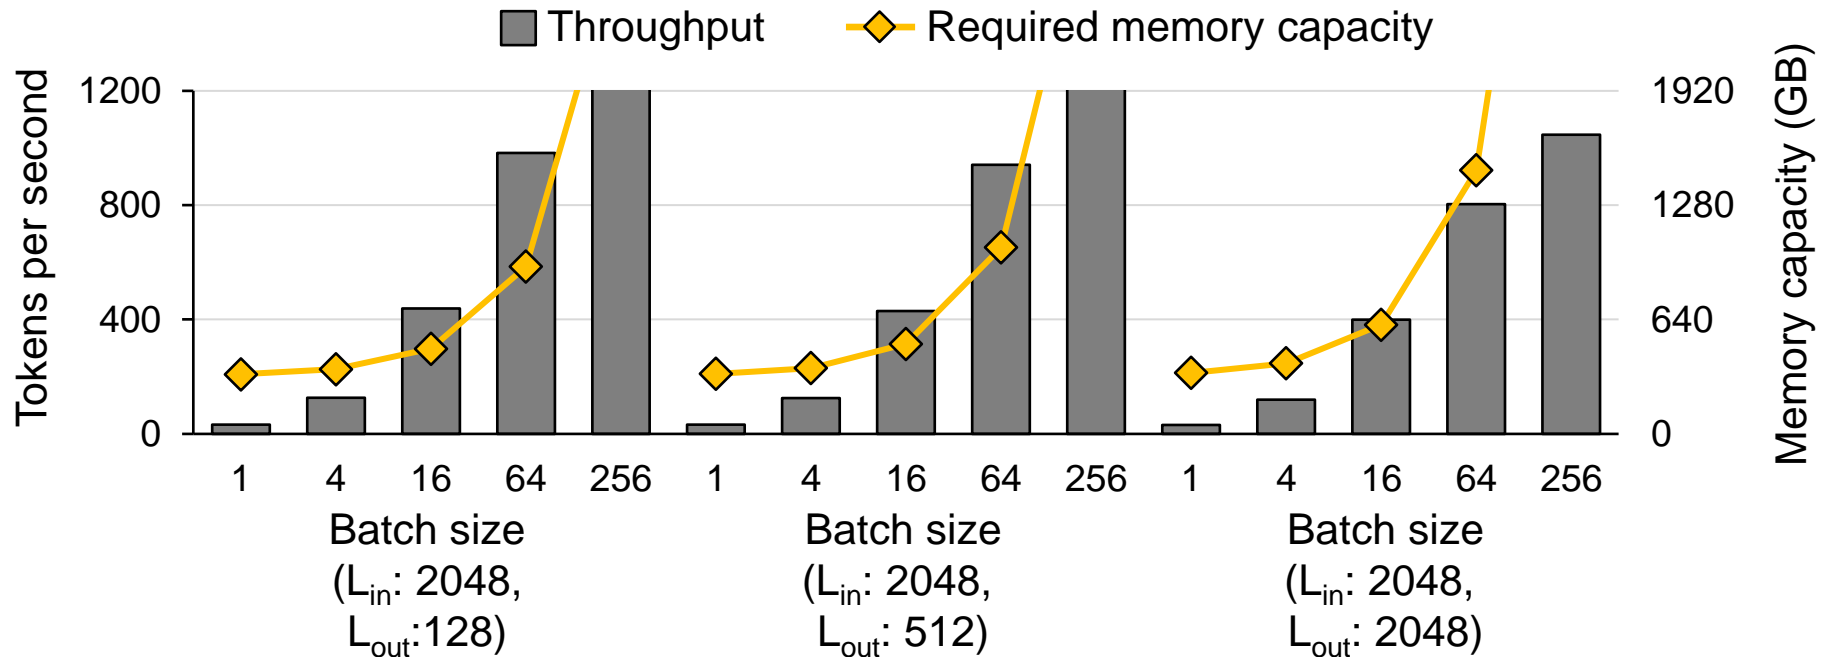 Throughput Required memory capacity
Tokens per second
1200
800
400
0
1920
1280
640
0
Memory capacity (GB)
1 4 16 64 256 1 4 16 64 256 1 4 16 64 256
Batch size
(Lin: 2048,
Lout:128)
Batch size
(Lin: 2048,
Lout: 512)
Batch size
(Lin: 2048,
Lout: 2048)